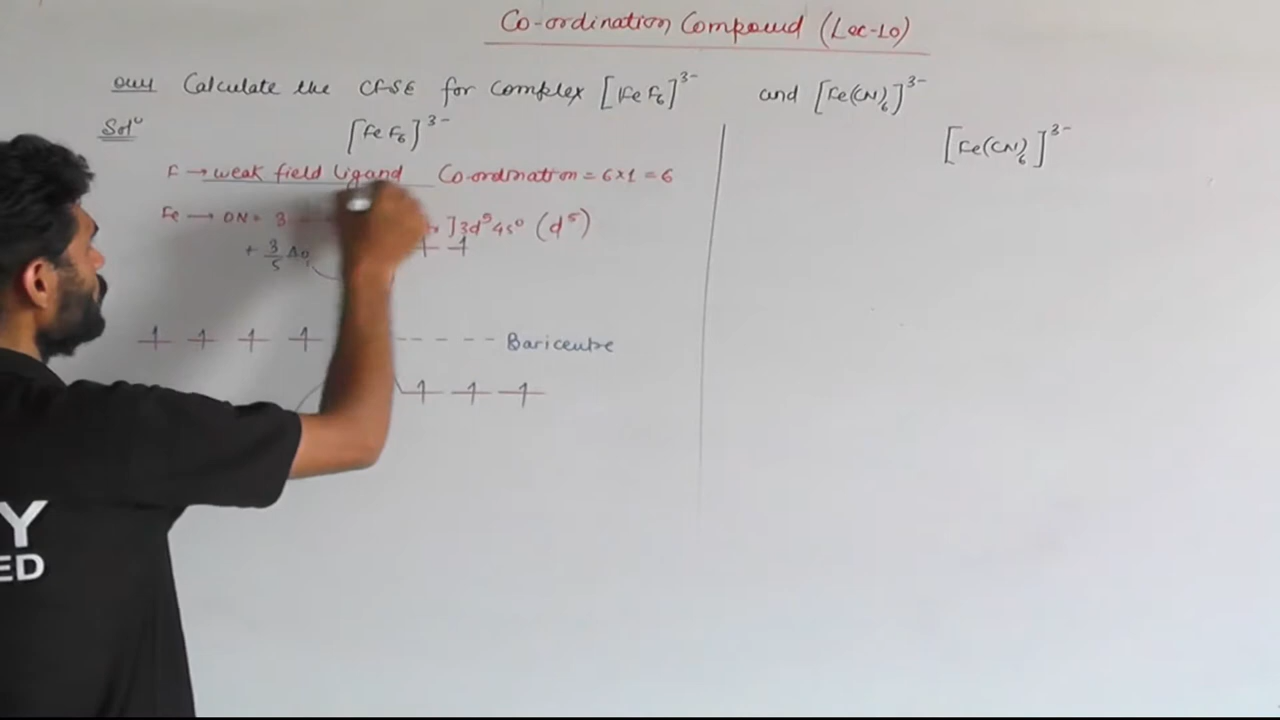 Co-ordination Compound (Lec-10)
Calculate the CFSE for complex [FeF6]3- and [Fe(CN)6]3-
Soln
[FeF6]3-
[Fe(CN)6]3-
F → weak field ligand Co-ordination = 6×1 = 6
Fe → ON = 3 ]3d5 4s0 (d5)
+ 3/5 Δo
Baricentre
Y
ED